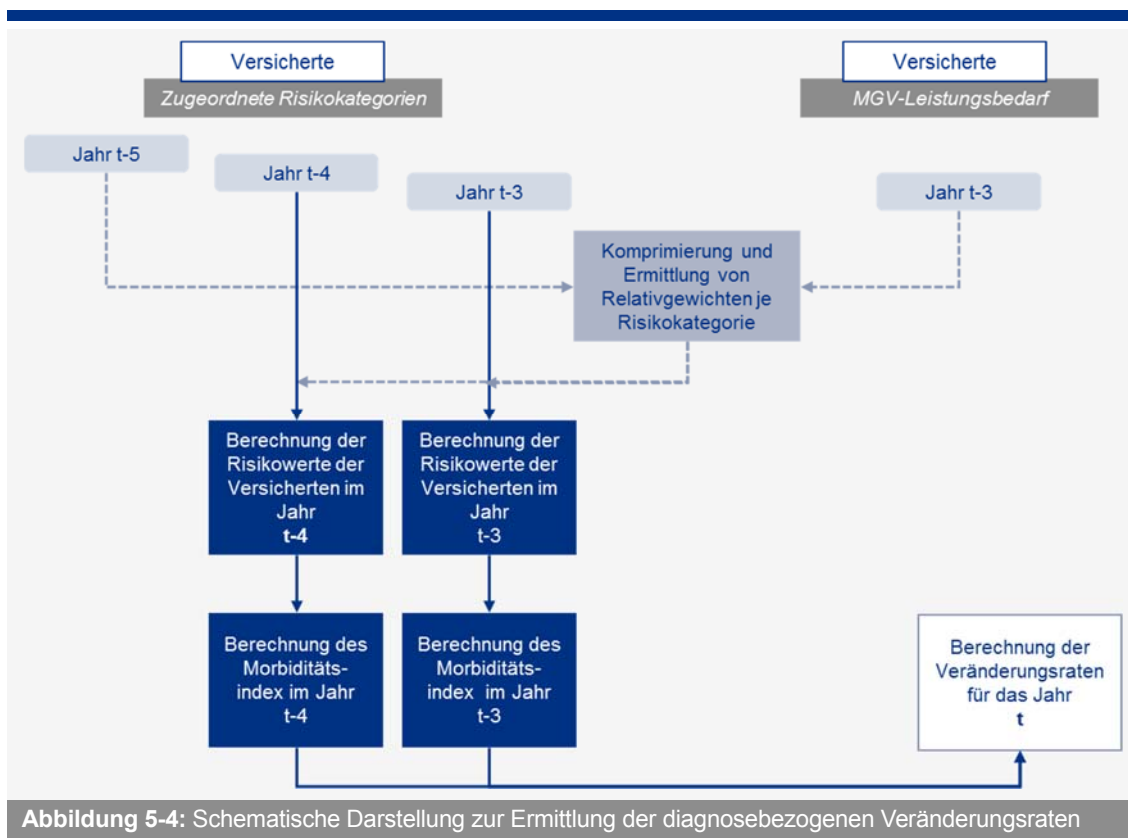 Versicherte
Zugeordnete Risikokategorien
Versicherte
MGV-Leistungsbedarf
Jahr t-5
Jahr t-4
Jahr t-3
Jahr t-3
Komprimierung und
Ermittlung von
Relativgewichten je
Risikokategorie
Berechnung der
Risikowerte der
Versicherten im
Jahr
t-4
Berechnung der
Risikowerte der
Versicherten im
Jahr
t-3
Berechnung des
Morbiditäts-
index im Jahr
t-4
Berechnung des
Morbiditäts-
index im Jahr
t-3
Berechnung der
Veränderungsraten
für das Jahr
t
Abbildung 5-4: Schematische Darstellung zur Ermittlung der diagnosebezogenen Veränderungsraten